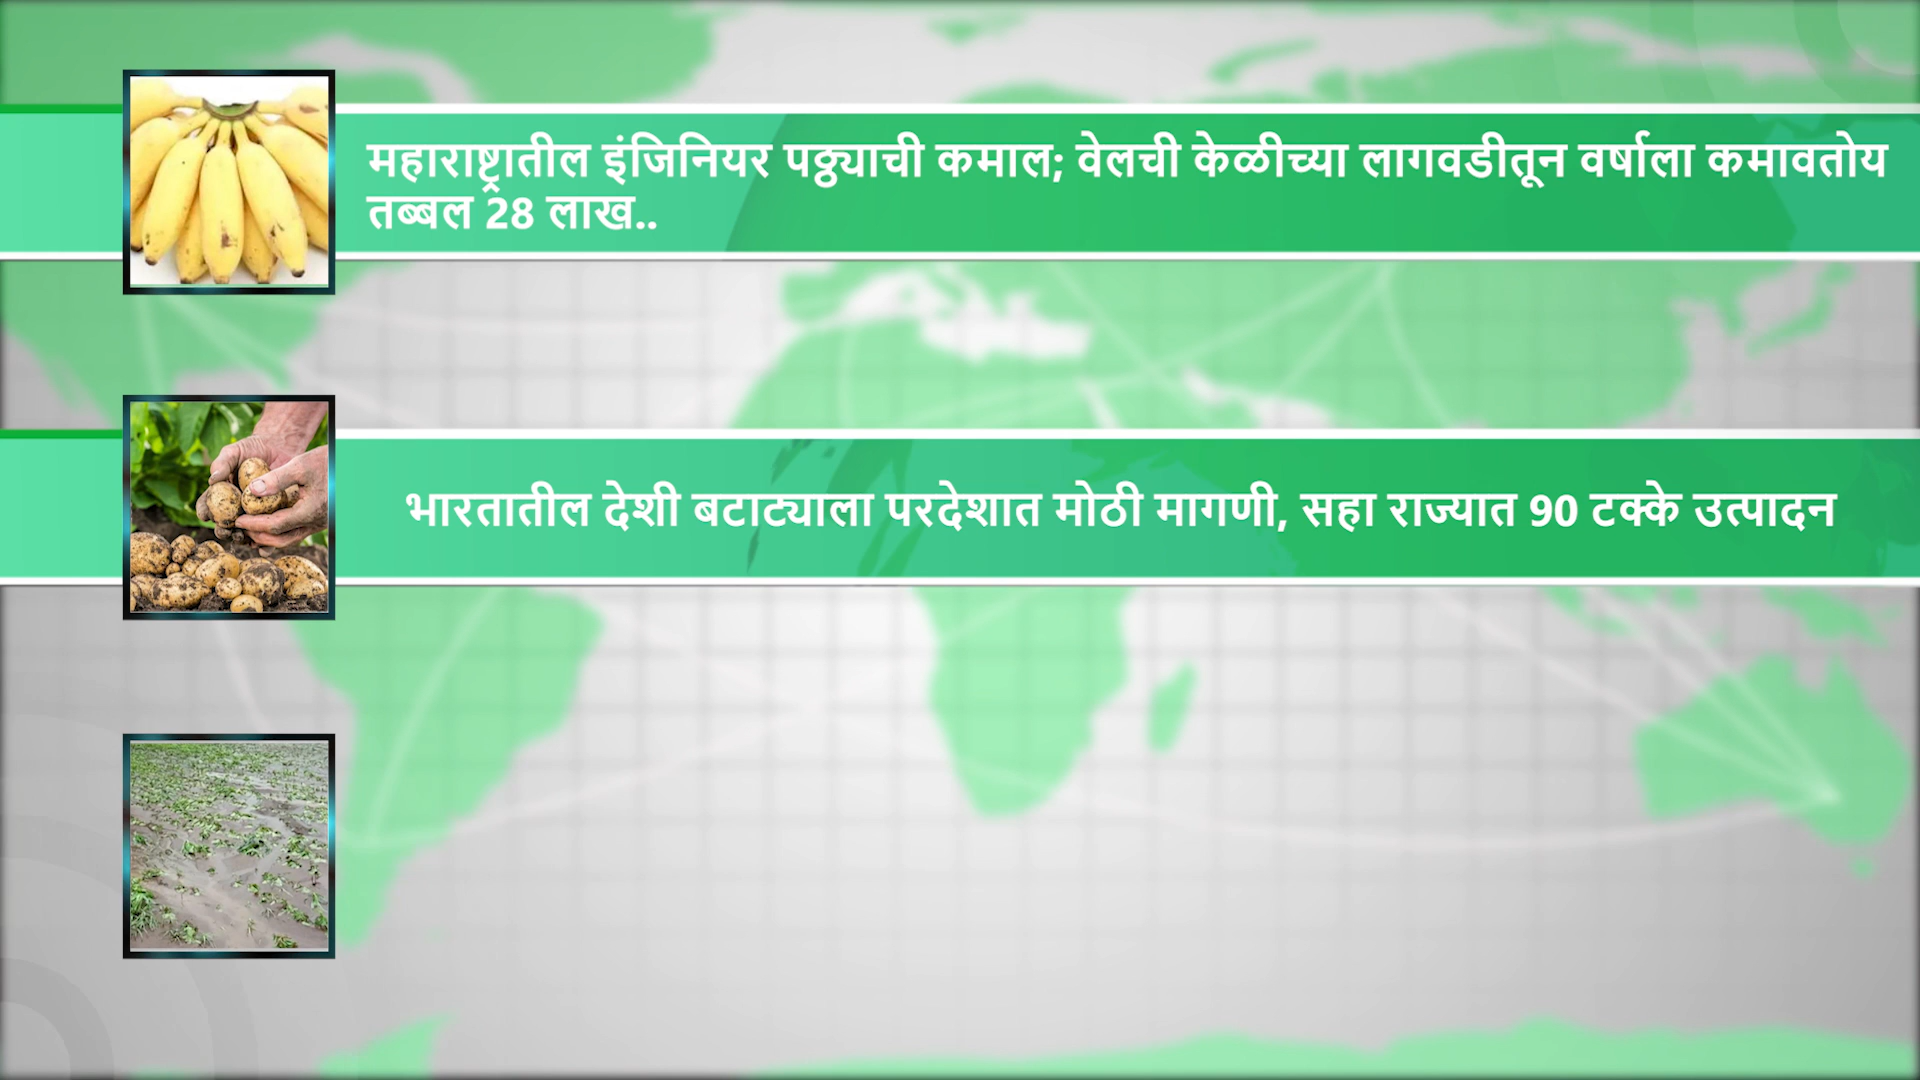 महाराष्ट्रातील इंजिनियर पठ्ठ्याची कमाल; वेलची केळीच्या लागवडीतून वर्षाला कमावतोय
तब्बल 28 लाख..
भारतातील देशी बटाट्याला परदेशात मोठी मागणी, सहा राज्यात 90 टक्के उत्पादन